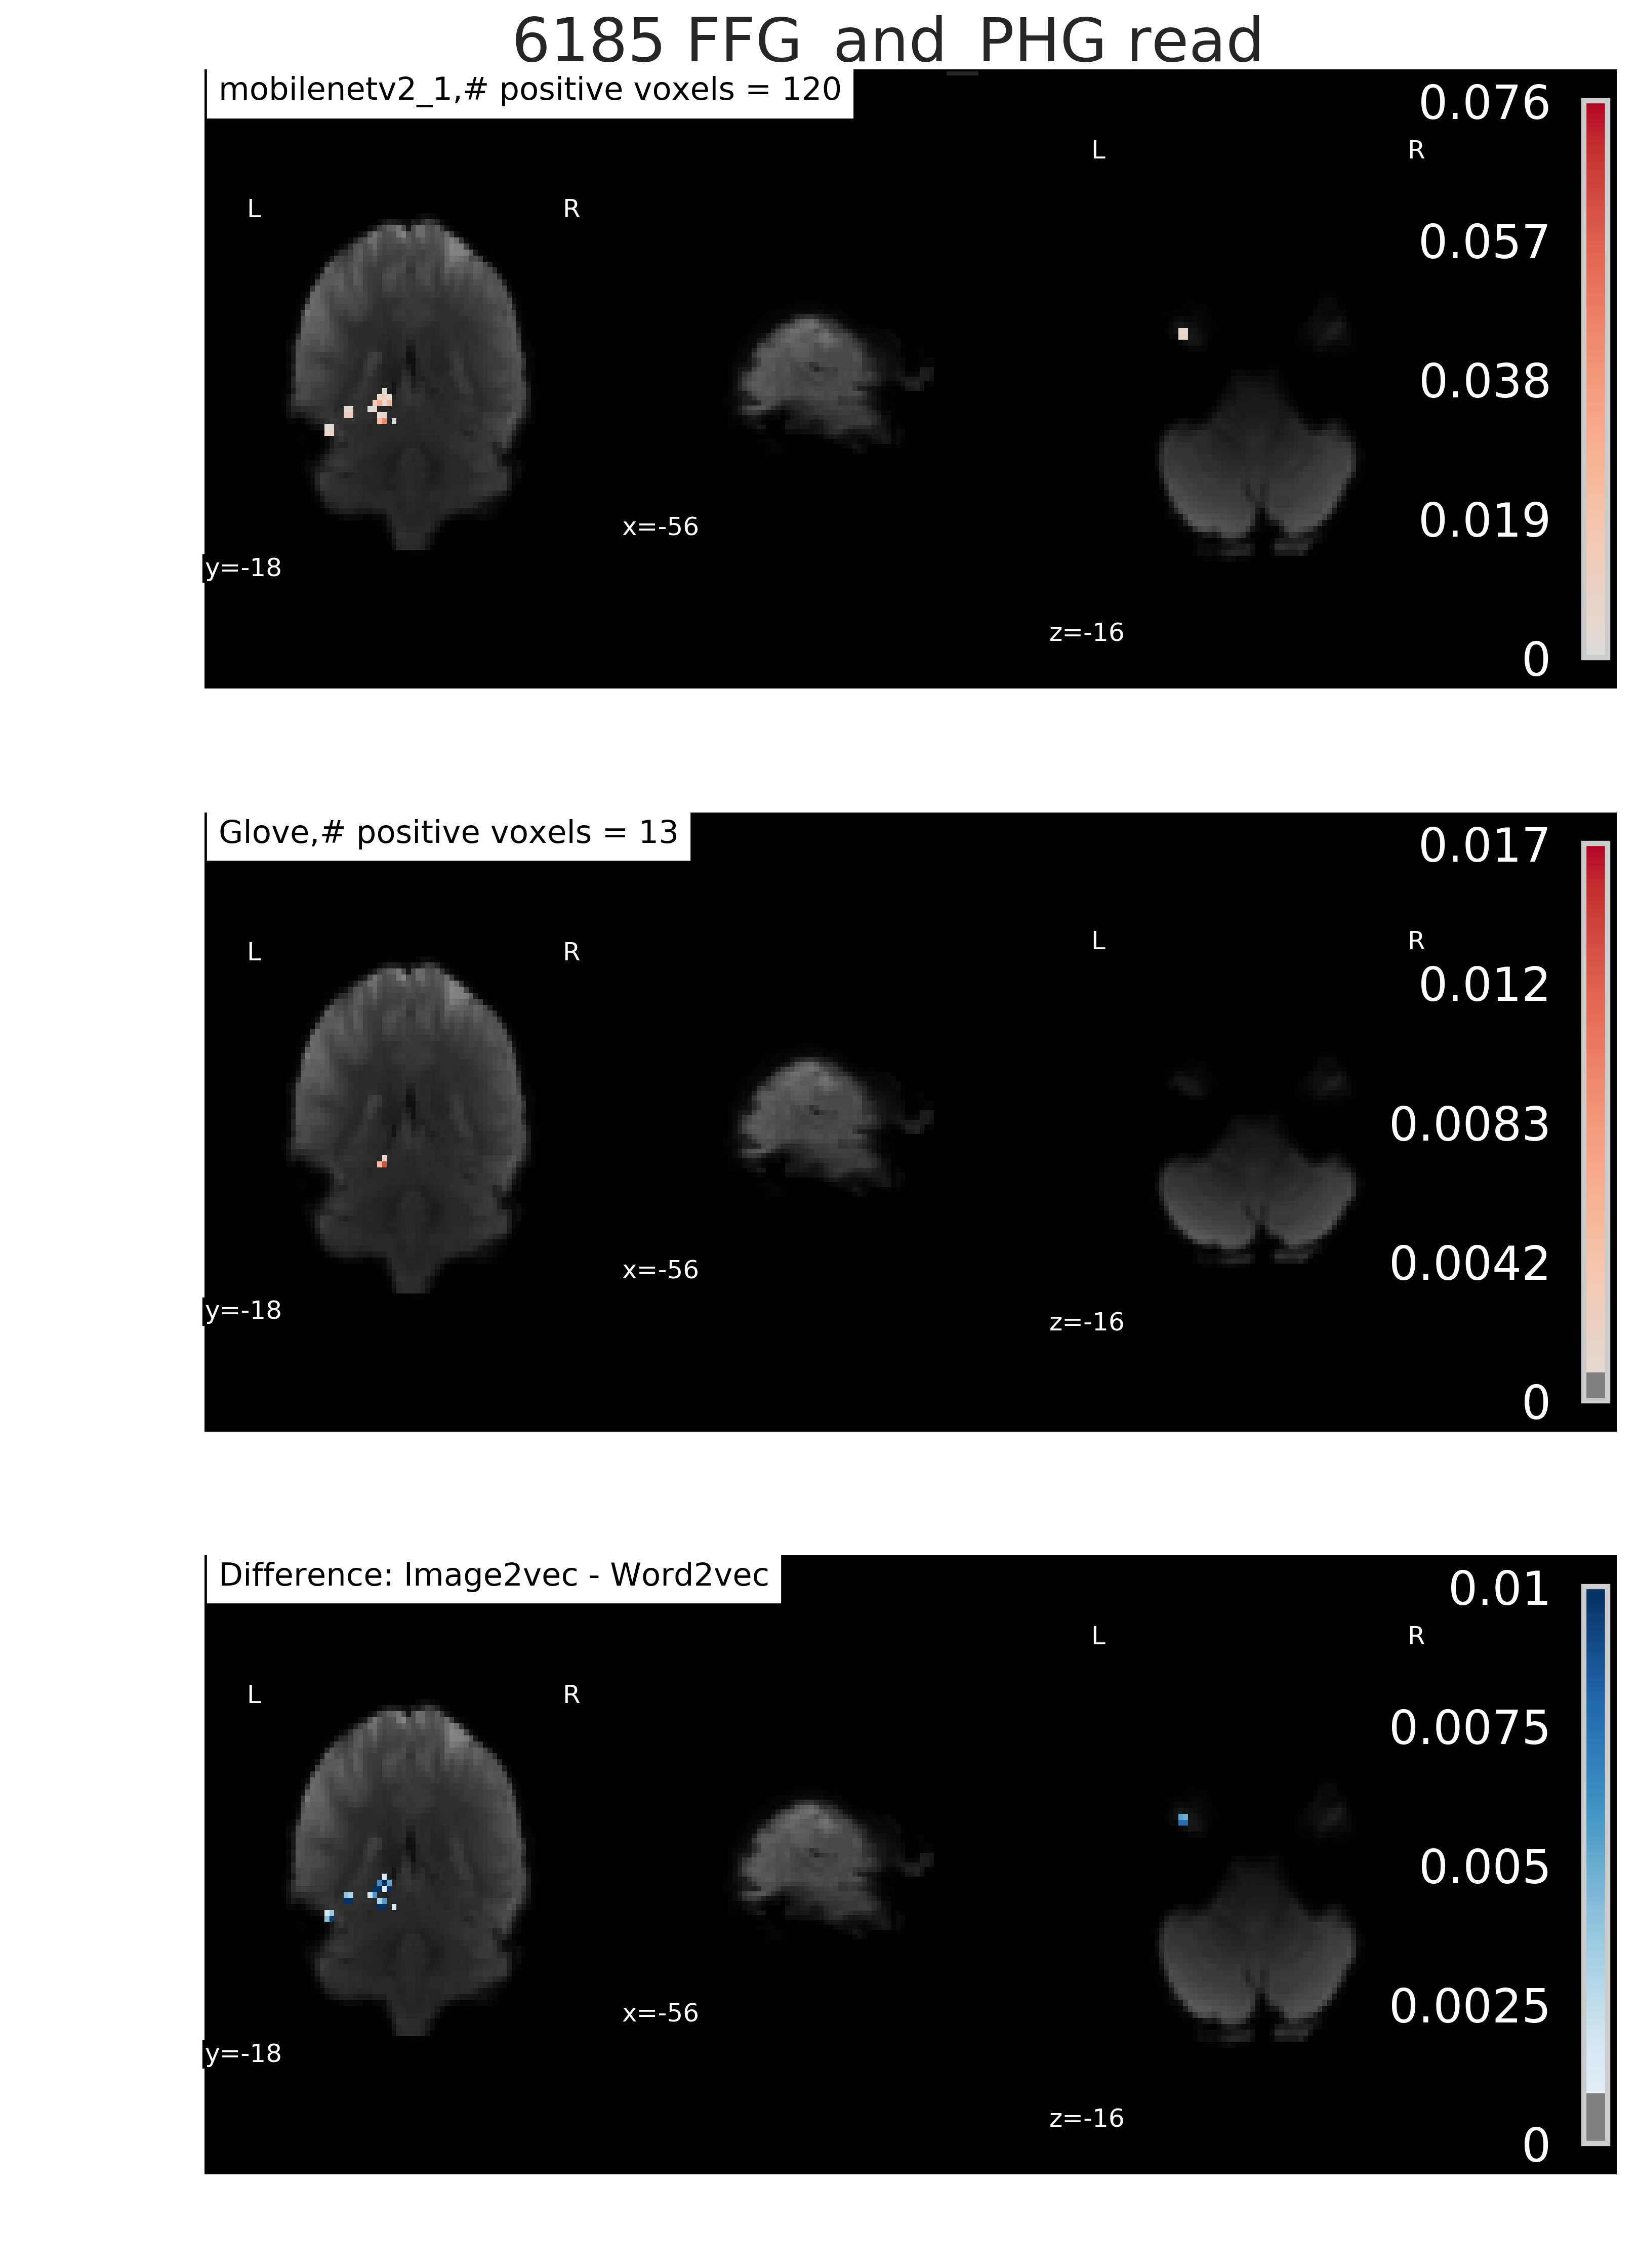 6185 FFG_and_PHG read
mobilenetv2_1,# positive voxels = 120
0.076
L R
L R
0.057
0.038
0.019
x=-56
y=-18
z=-16
0
Glove,# positive voxels = 13
0.017
L R
L R
0.012
0.0083
0.0042
x=-56
y=-18
z=-16
0
Difference: Image2vec - Word2vec
0.01
L R
L R
0.0075
0.005
0.0025
x=-56
y=-18
z=-16
0